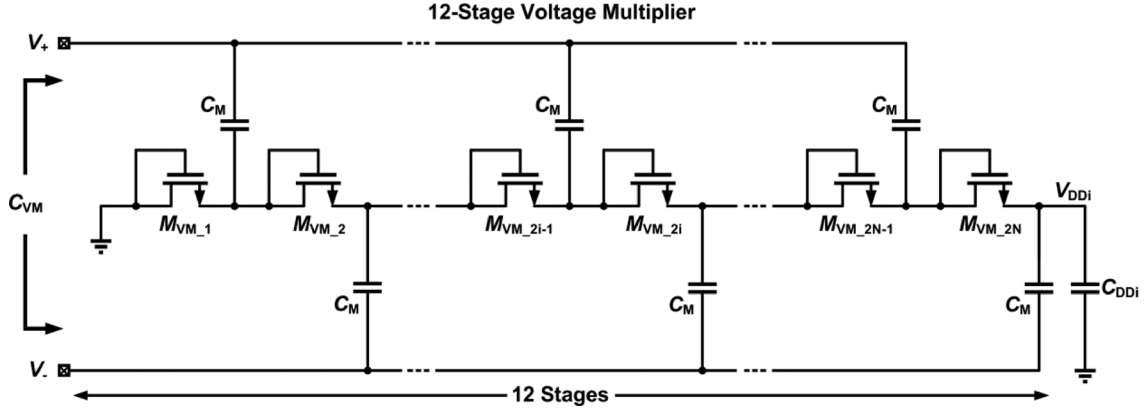 12-Stage Voltage Multiplier
V+
CM
CM
CM
CVM
MVM_1
MVM_2
MVM_2i-1
MVM_2i
MVM_2N-1
MVM_2N
VDDi
CM
CM
CM
CDDi
V-
12 Stages